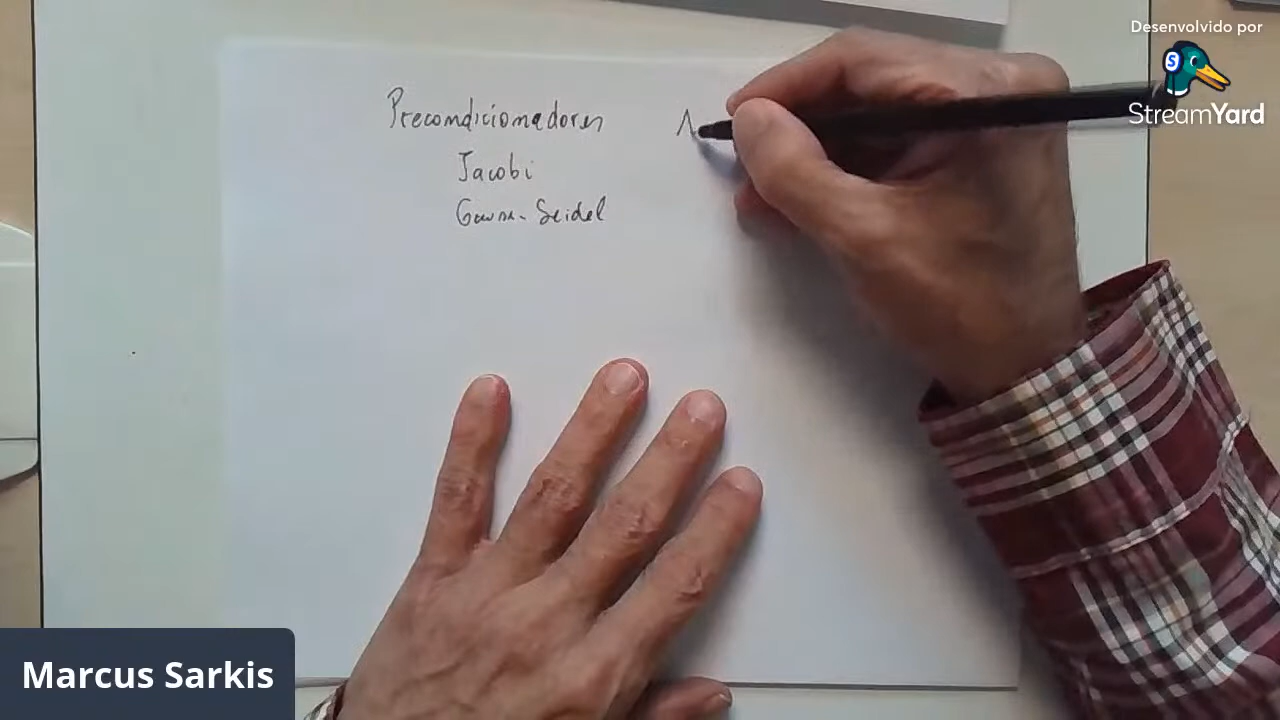 Desenvolvido por
StreamYard
Precondicionadores
Jacobi
Gauss-Seidel
Marcus Sarkis